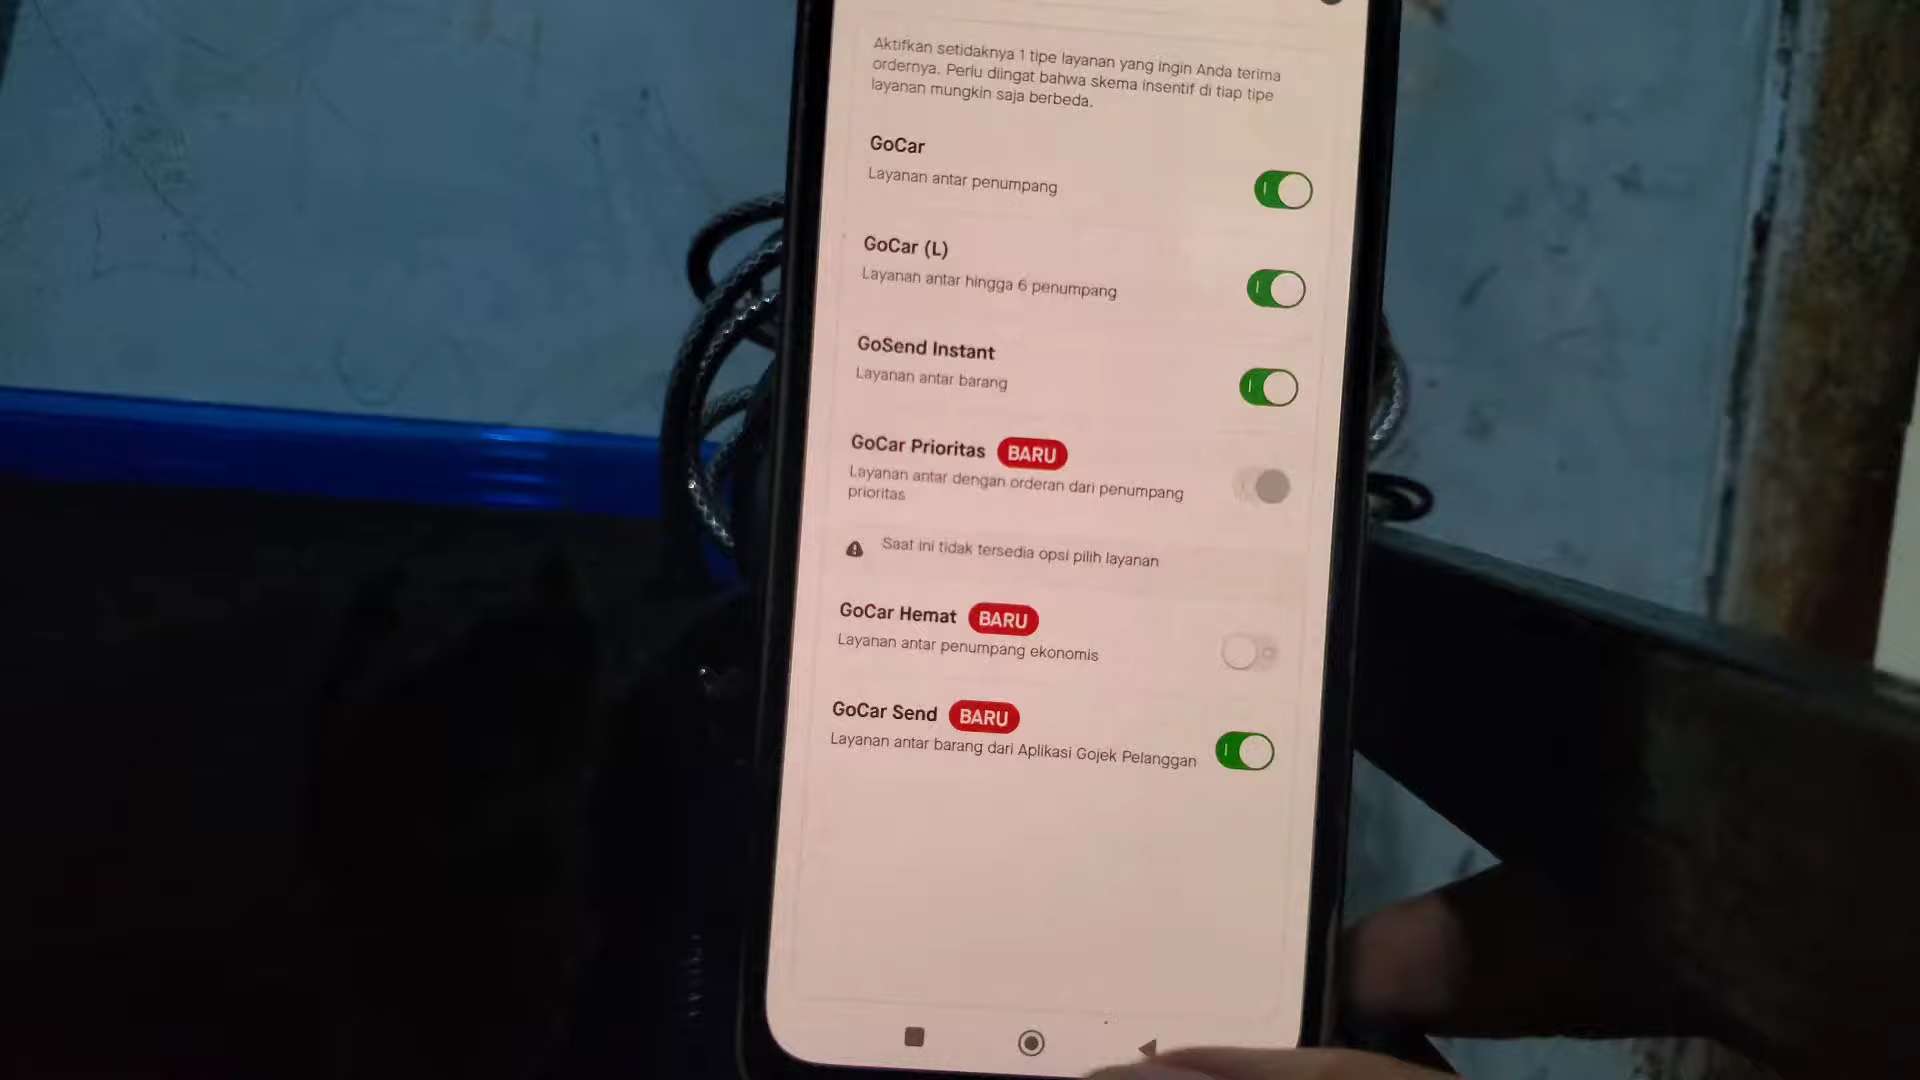 Aktifkan setidaknya 1 tipe layanan yang ingin Anda terima
ordernya. Perlu diingat bahwa skema insentif di tiap tipe
layanan mungkin saja berbeda.
GoCar
Layanan antar penumpang
GoCar (L)
Layanan antar hingga 6 penumpang
GoSend Instant
Layanan antar barang
GoCar Prioritas BARU
Layanan antar dengan orderan dari penumpang
prioritas
Saat ini tidak tersedia opsi pilih layanan
GoCar Hemat BARU
Layanan antar penumpang ekonomis
GoCar Send BARU
Layanan antar barang dari Aplikasi Gojek Pelanggan